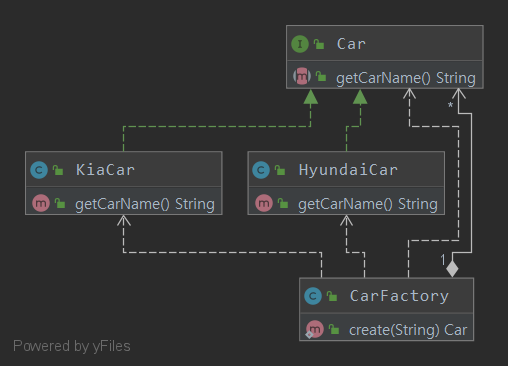 I Car
m getCarName() String
*
C KiaCar
m getCarName() String
C HyundaiCar
m getCarName() String
1
C CarFactory
m create(String) Car
Powered by yFiles